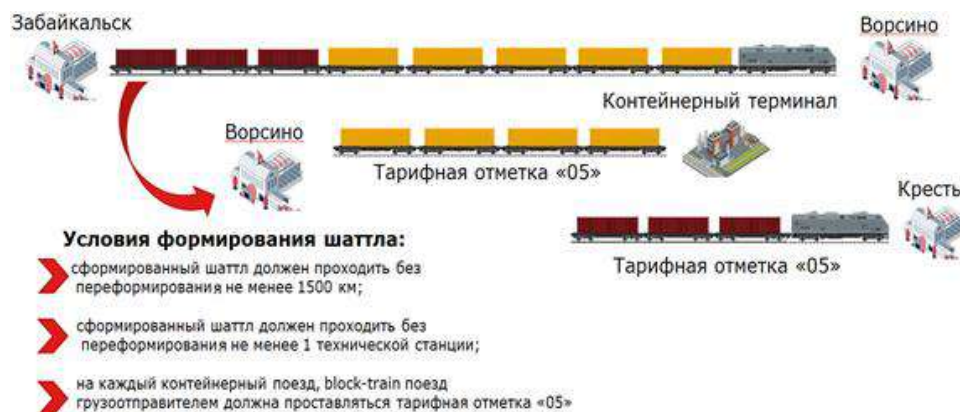 Забайкальск
Ворсино
Контейнерный терминал
Ворсино
Тарифная отметка «05»
Кресты
Тарифная отметка «05»
Условия формирования шаттла:
сформированный шаттл должен проходить без
переформирования не менее 1500 км;
сформированный шаттл должен проходить без
переформирования не менее 1 технической станции;
на каждый контейнерный поезд, block-train поезд
грузоотправителем должна проставляться тарифная отметка «05»